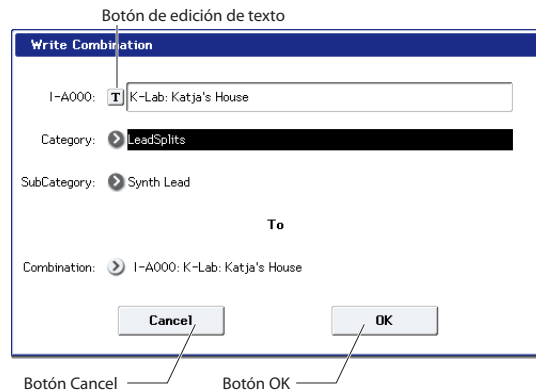 Botón de edición de texto
Write Combination
I-A000: T K-Lab: Katja's House
Category: LeadSplits
SubCategory: Synth Lead
To
Combination: I-A000: K-Lab: Katja's House
Cancel OK
Botón Cancel Botón OK